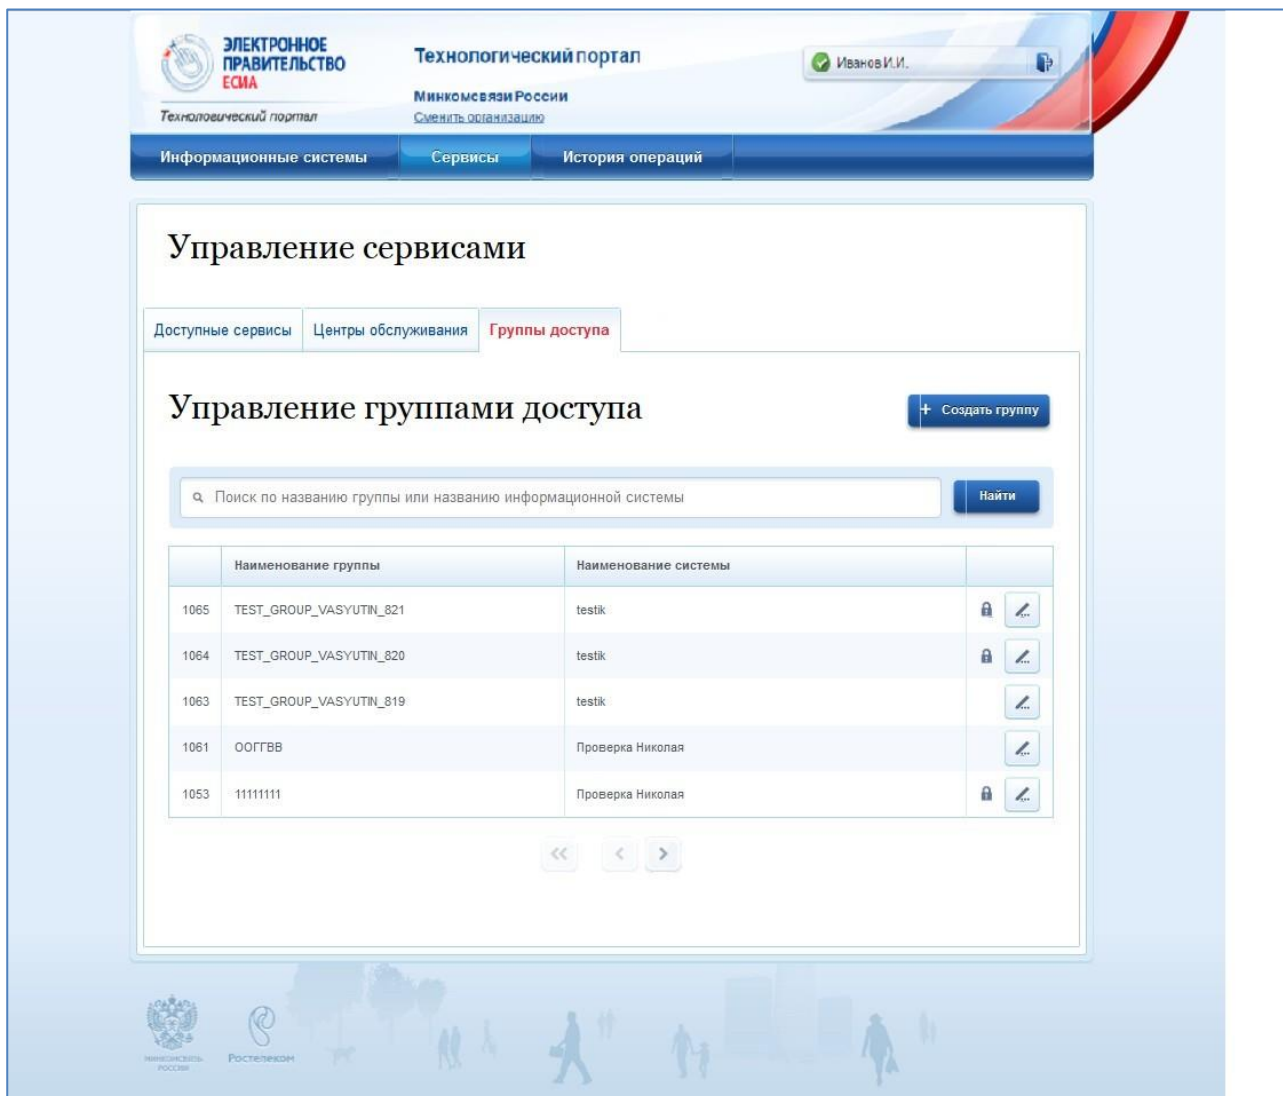 ЭЛЕКТРОННОЕ
ПРАВИТЕЛЬСТВО
ЕСИА
Технологический портал
Технологический портал
Минкомсвязи России
Сменить организацию
Иванов И.И.
Информационные системы Сервисы История операций
Управление сервисами
Доступные сервисы Центры обслуживания Группы доступа
Управление группами доступа
+ Создать группу
Поиск по названию группы или названию информационной системы
Найти
Наименование группы Наименование системы
1065 TEST_GROUP_VASYUTIN_821 testik
1064 TEST_GROUP_VASYUTIN_820 testik
1063 TEST_GROUP_VASYUTIN_819 testik
1061 ООГГВВ Проверка Николая
1053 11111111 Проверка Николая
МИНКОМСВЯЗЬ
РОССИИ
Ростелеком